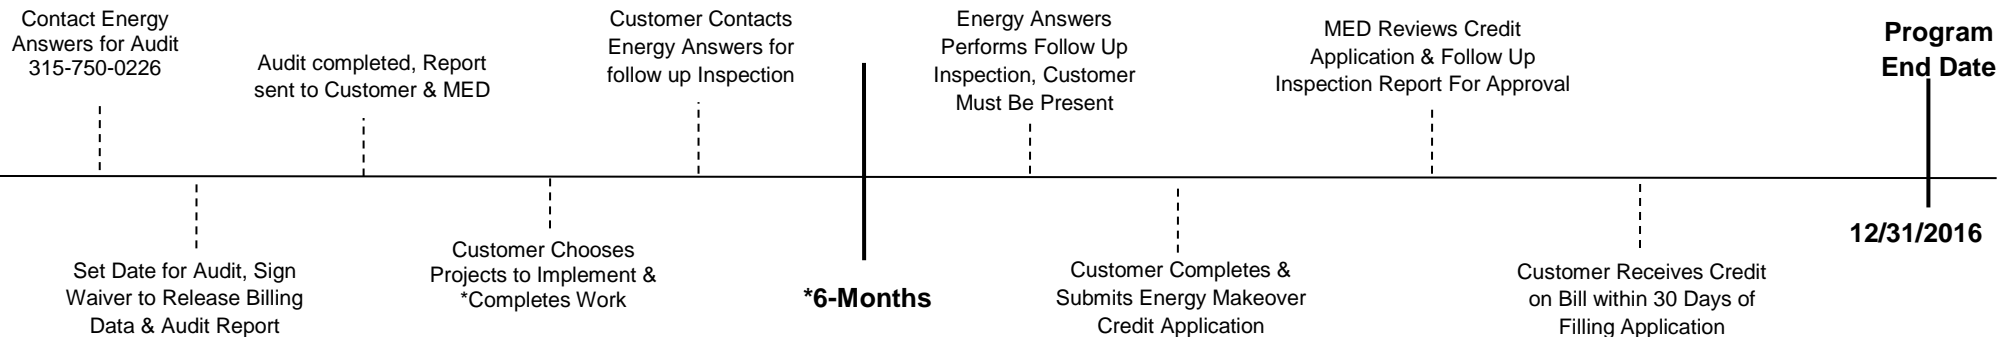 Contact Energy
Answers for Audit
315-750-0226
Set Date for Audit, Sign
Waiver to Release Billing
Data & Audit Report
Audit completed, Report
sent to Customer & MED
Customer Chooses
Projects to Implement &
*Completes Work
Customer Contacts
Energy Answers for
follow up Inspection
*6-Months
Energy Answers
Performs Follow Up
Inspection, Customer
Must Be Present
Customer Completes &
Submits Energy Makeover
Credit Application
MED Reviews Credit
Application & Follow Up
Inspection Report For Approval
Customer Receives Credit
on Bill within 30 Days of
Filling Application
Program
End Date
12/31/2016